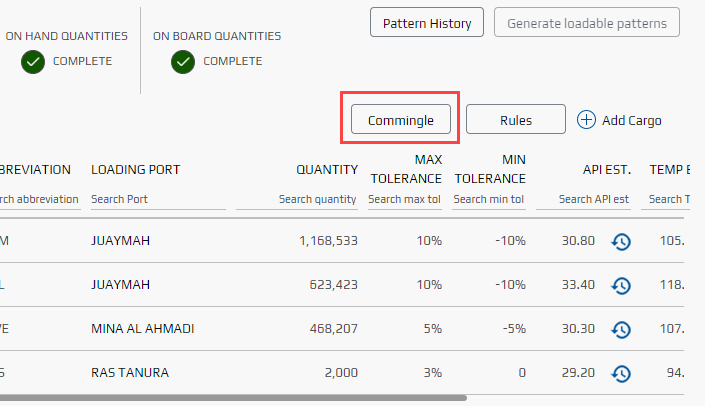 Pattern History Generate loadable patterns
ON HAND QUANTITIES ON BOARD QUANTITIES
COMPLETE COMPLETE
Commingle Rules Add Cargo
BREVIATION LOADING PORT QUANTITY MAX TOLERANCE MIN TOLERANCE API EST. TEMP E
rch abbreviation Search Port Search quantity Search max tol Search min tol Search API est Search T
M JUAYMAH 1,168,533 10% -10% 30.80 105.
L JUAYMAH 623,423 10% -10% 33.40 118.
VE MINA AL AHMADI 468,207 5% -5% 30.30 107.
S RAS TANURA 2,000 3% 0 29.20 94.